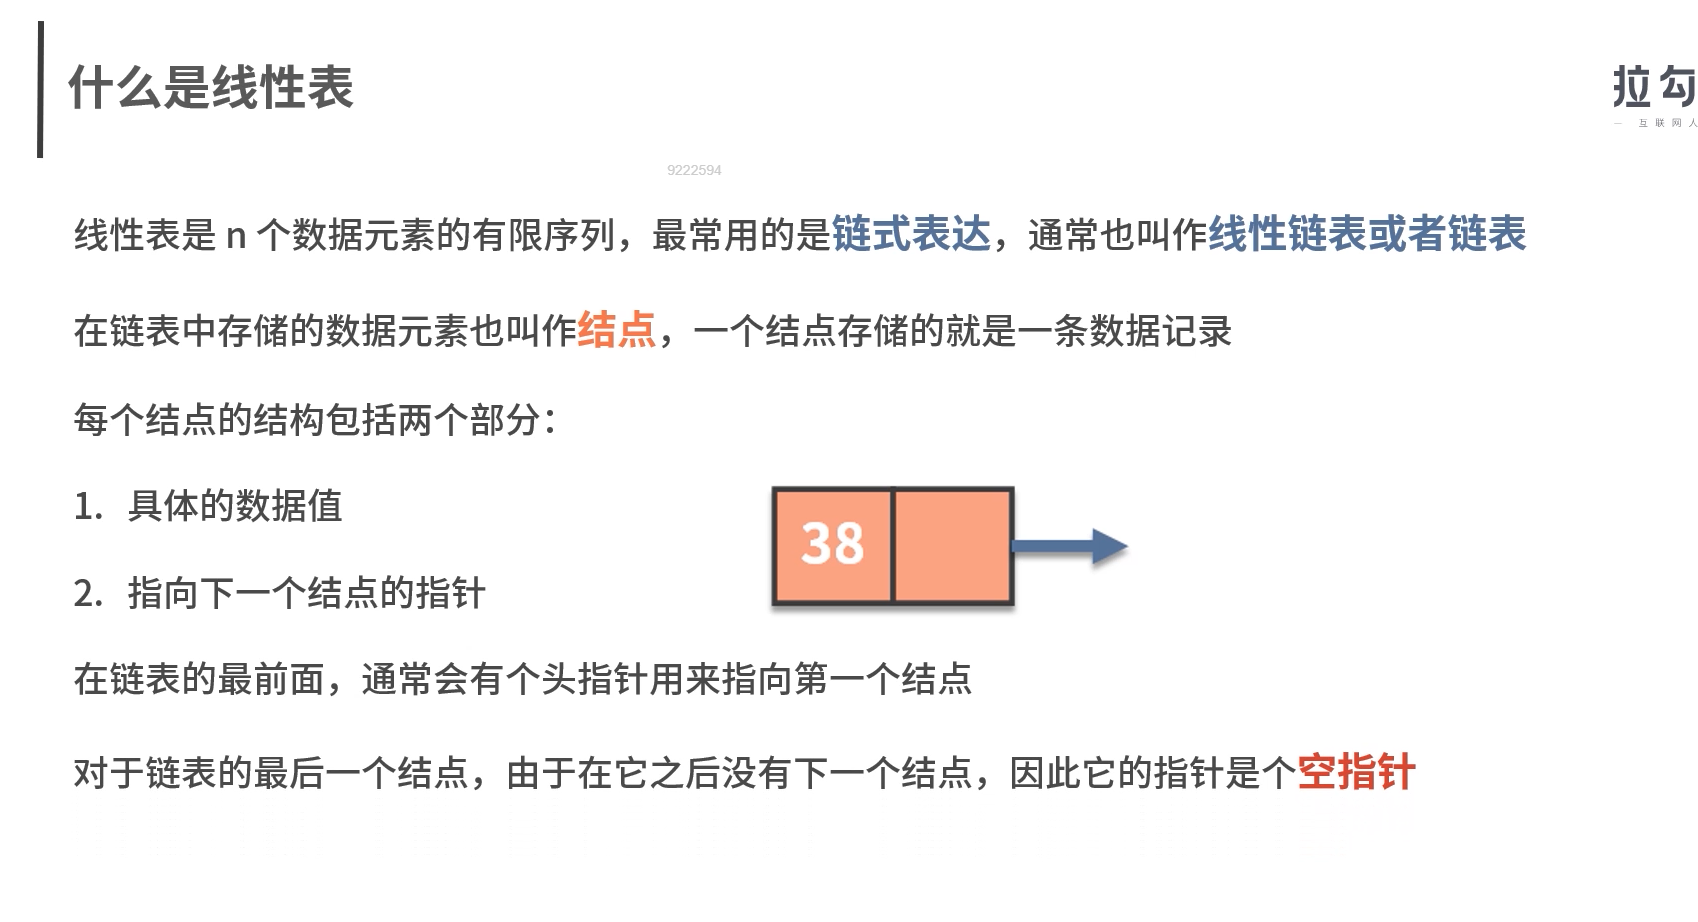 什么是线性表
拉勾
— 互联网人
9222594
线性表是 n 个数据元素的有限序列，最常用的是链式表达，通常也叫作线性链表或者链表
在链表中存储的数据元素也叫作结点，一个结点存储的就是一条数据记录
每个结点的结构包括两个部分：
1. 具体的数据值
38
2. 指向下一个结点的指针
在链表的最前面，通常会有个头指针用来指向第一个结点
对于链表的最后一个结点，由于在它之后没有下一个结点，因此它的指针是个空指针